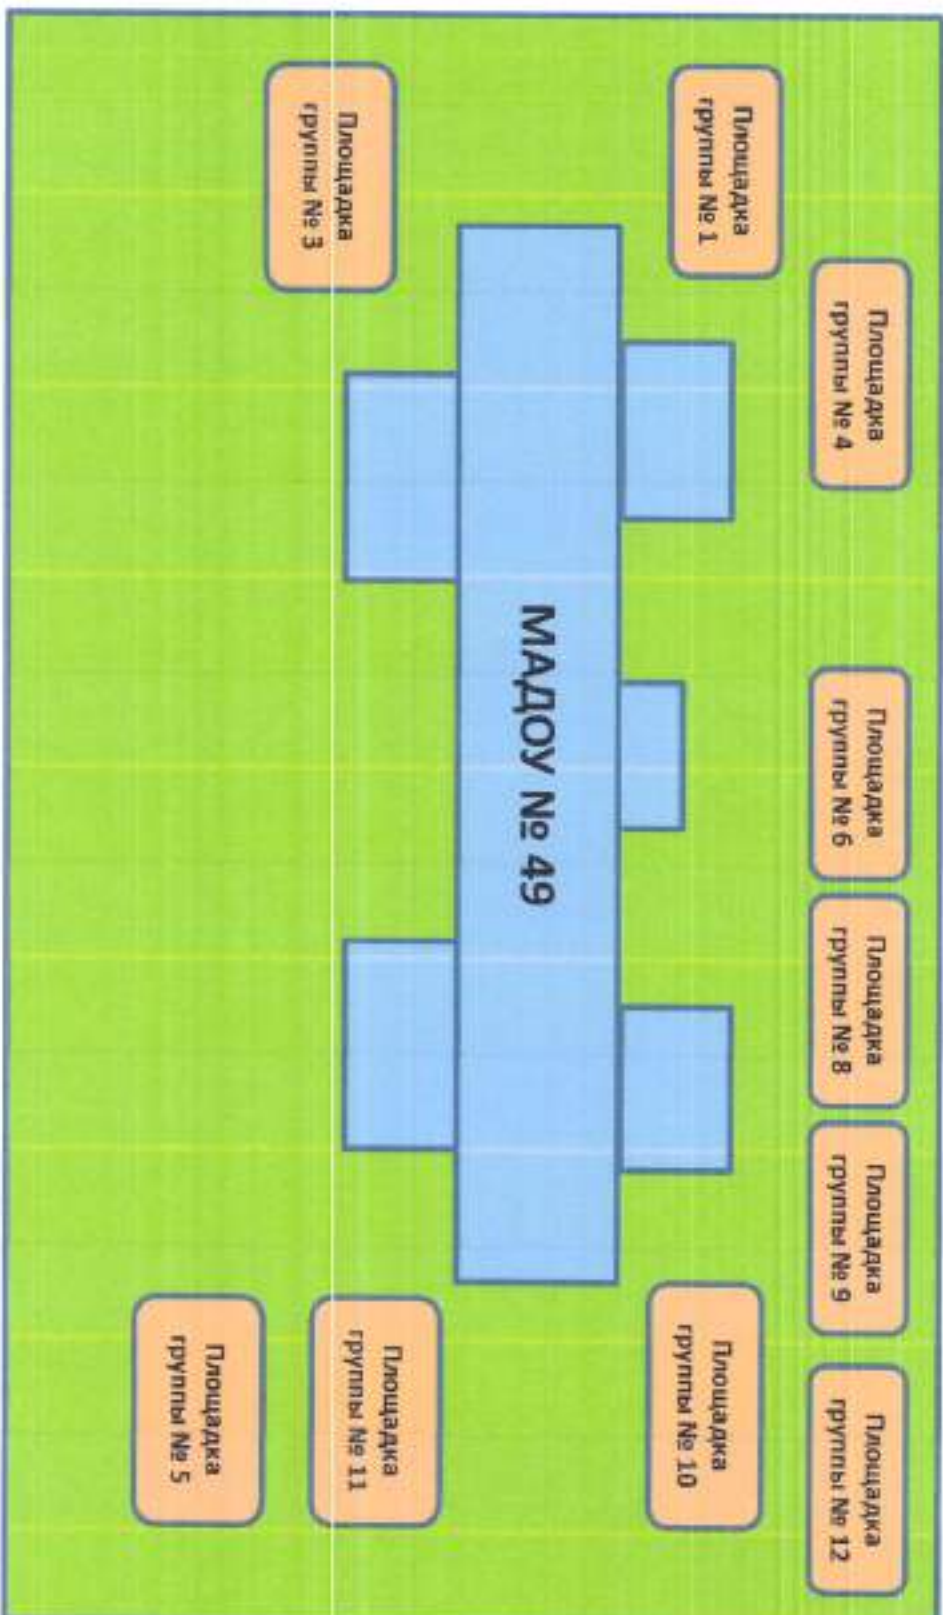 Площадка
группы № 4
Площадка
группы № 6
Площадка
группы № 8
Площадка
группы № 9
Площадка
группы № 12
Площадка
группы № 1
Площадка
группы № 10
МАДОУ № 49
Площадка
группы № 3
Площадка
группы № 11
Площадка
группы № 5